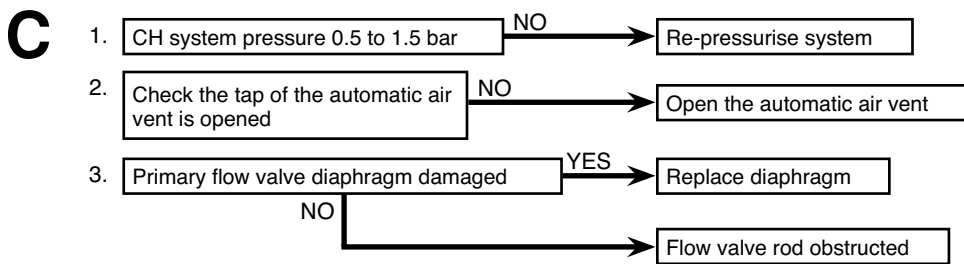 C
1. CH system pressure 0.5 to 1.5 bar NO Re-pressurise system
2. Check the tap of the automatic air
vent is opened NO Open the automatic air vent
3. Primary flow valve diaphragm damaged YES Replace diaphragm
NO
Flow valve rod obstructed